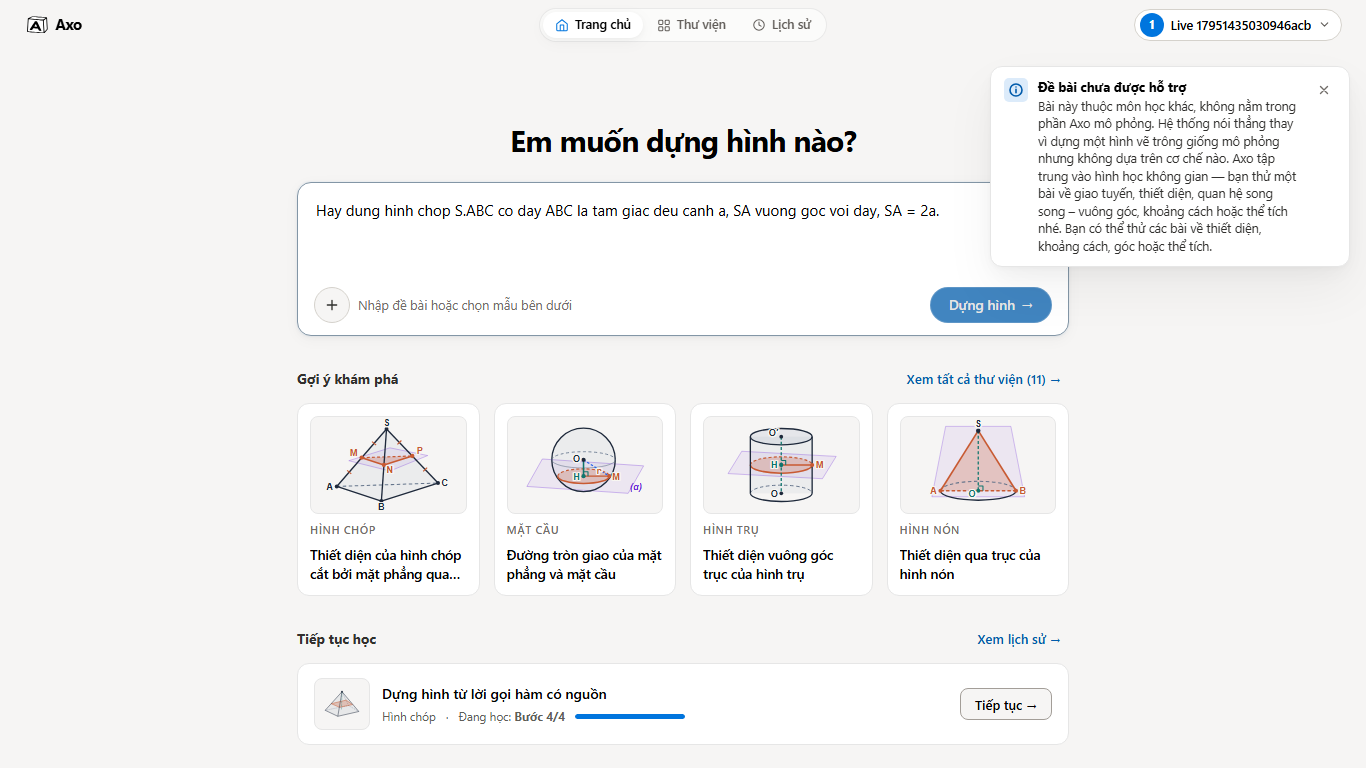 Axo
Trang chủ
Thư viện
Lịch sử
1
Live 17951435030946acb
Đề bài chưa được hỗ trợ
Bài này thuộc môn học khác, không nằm trong
phần Axo mô phỏng. Hệ thống nói thẳng thay
vì dựng một hình vẽ trông giống mô phỏng
nhưng không dựa trên cơ chế nào. Axo tập
trung vào hình học không gian — bạn thử một
bài về giao tuyến, thiết diện, quan hệ song
song – vuông góc, khoảng cách hoặc thể tích
nhé. Bạn có thể thử các bài về thiết diện,
khoảng cách, góc hoặc thể tích.
Em muốn dựng hình nào?
Hay dung hinh chop S.ABC co day ABC la tam giac deu canh a, SA vuong goc voi day, SA = 2a.
Nhập đề bài hoặc chọn mẫu bên dưới
Dựng hình →
Gợi ý khám phá
Xem tất cả thư viện (11) →
S
M
P
N
A
C
B
HÌNH CHÓP
Thiết diện của hình chóp
cắt bởi mặt phẳng qua...
O
r
H
M
(α)
MẶT CẦU
Đường tròn giao của mặt
phẳng và mặt cầu
O'
H
M
O
HÌNH TRỤ
Thiết diện vuông góc
trục của hình trụ
S
A
O
B
HÌNH NÓN
Thiết diện qua trục của
hình nón
Tiếp tục học
Xem lịch sử →
Dựng hình từ lời gọi hàm có nguồn
Hình chóp · Đang học: Bước 4/4
Tiếp tục →